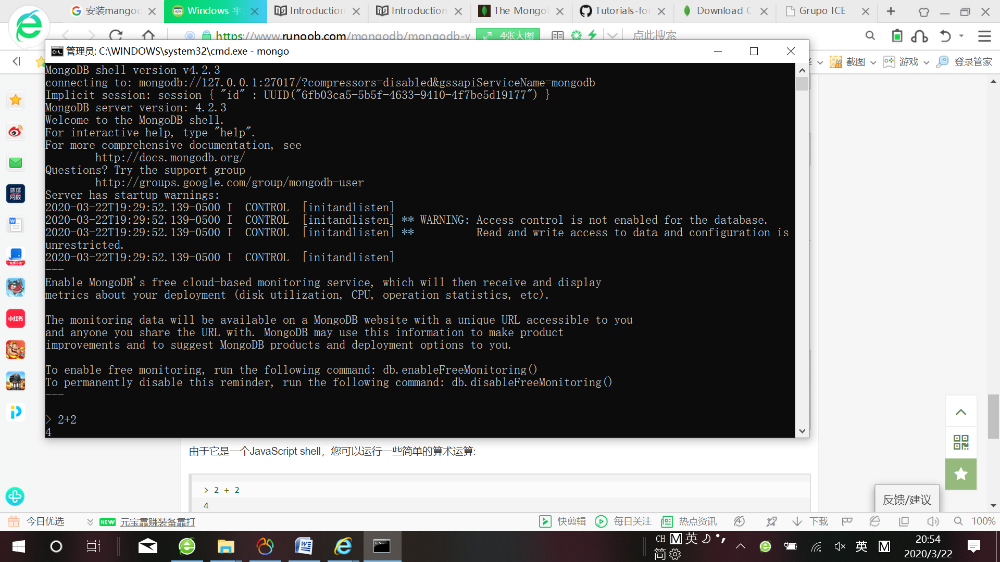 安装mango
Windows 平
Introduction
Introduction
The Mongo
Tutorials-for
Download C
Grupo ICE
https://www.runoob.com/mongodb/mongodb-w
4张大图
点此搜索
截图
游戏
登录管家
管理员: C:\WINDOWS\system32\cmd.exe - mongo
MongoDB shell version v4.2.3
connecting to: mongodb://127.0.0.1:27017/?compressors=disabled&gssapiServiceName=mongodb
Implicit session: session { "id" : UUID("6fb03ca5-5b5f-4633-9410-4f7be5d19177") }
MongoDB server version: 4.2.3
Welcome to the MongoDB shell.
For interactive help, type "help".
For more comprehensive documentation, see
http://docs.mongodb.org/
Questions? Try the support group
http://groups.google.com/group/mongodb-user
Server has startup warnings:
2020-03-22T19:29:52.139-0500 I  CONTROL  [initandlisten]
2020-03-22T19:29:52.139-0500 I  CONTROL  [initandlisten] ** WARNING: Access control is not enabled for the database.
2020-03-22T19:29:52.139-0500 I  CONTROL  [initandlisten] **          Read and write access to data and configuration is
unrestricted.
2020-03-22T19:29:52.139-0500 I  CONTROL  [initandlisten]
---
Enable MongoDB's free cloud-based monitoring service, which will then receive and display
metrics about your deployment (disk utilization, CPU, operation statistics, etc).
The monitoring data will be available on a MongoDB website with a unique URL accessible to you
and anyone you share the URL with. MongoDB may use this information to make product
improvements and to suggest MongoDB products and deployment options to you.
To enable free monitoring, run the following command: db.enableFreeMonitoring()
To permanently disable this reminder, run the following command: db.disableFreeMonitoring()
---
> 2+2
4
环球
网校
小红书
由于它是一个JavaScript shell，您可以运行一些简单的算术运算:
> 2 + 2
4
反馈/建议
今日优选
NEW
元宝靠赚装备靠打
快剪辑
每日关注
热点资讯
下载
100%
CH M 英
简
英
M
20:54
2020/3/22